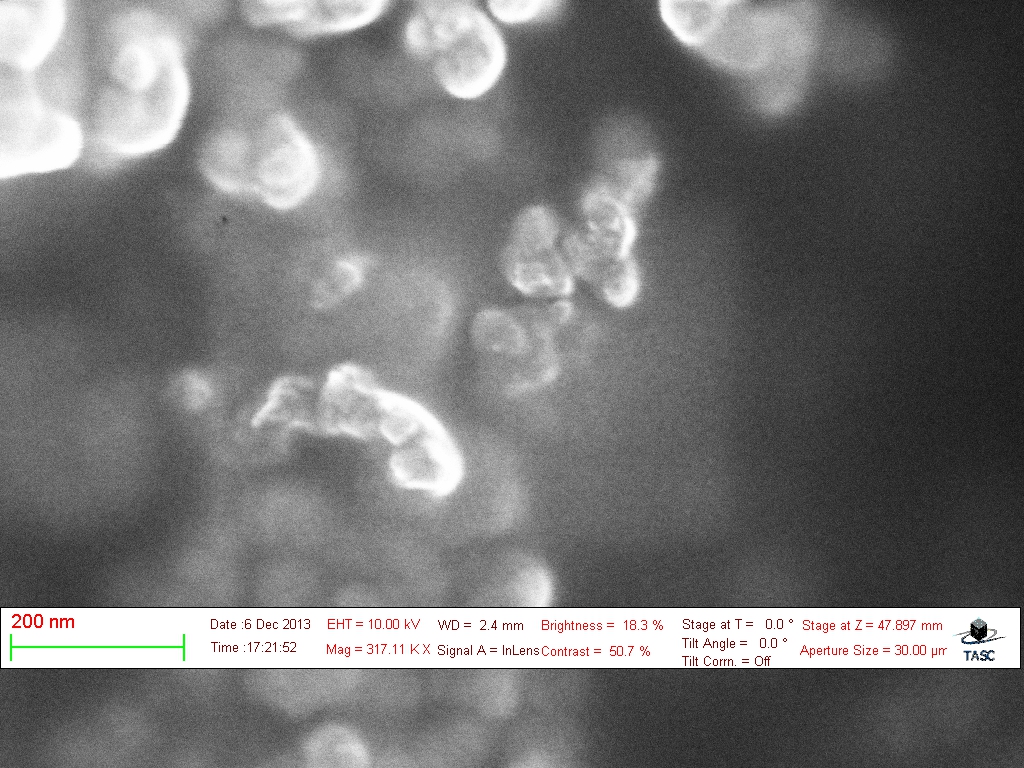 200 nm
Date :6 Dec 2013 EHT = 10.00 kV WD = 2.4 mm Brightness = 18.3 % Stage at T = 0.0 ° Stage at Z = 47.897 mm
Time :17:21:52 Mag = 317.11 K X Signal A = InLens Contrast = 50.7 % Tilt Angle = 0.0 ° Aperture Size = 30.00 µm
Tilt Corrn. = Off
TASC